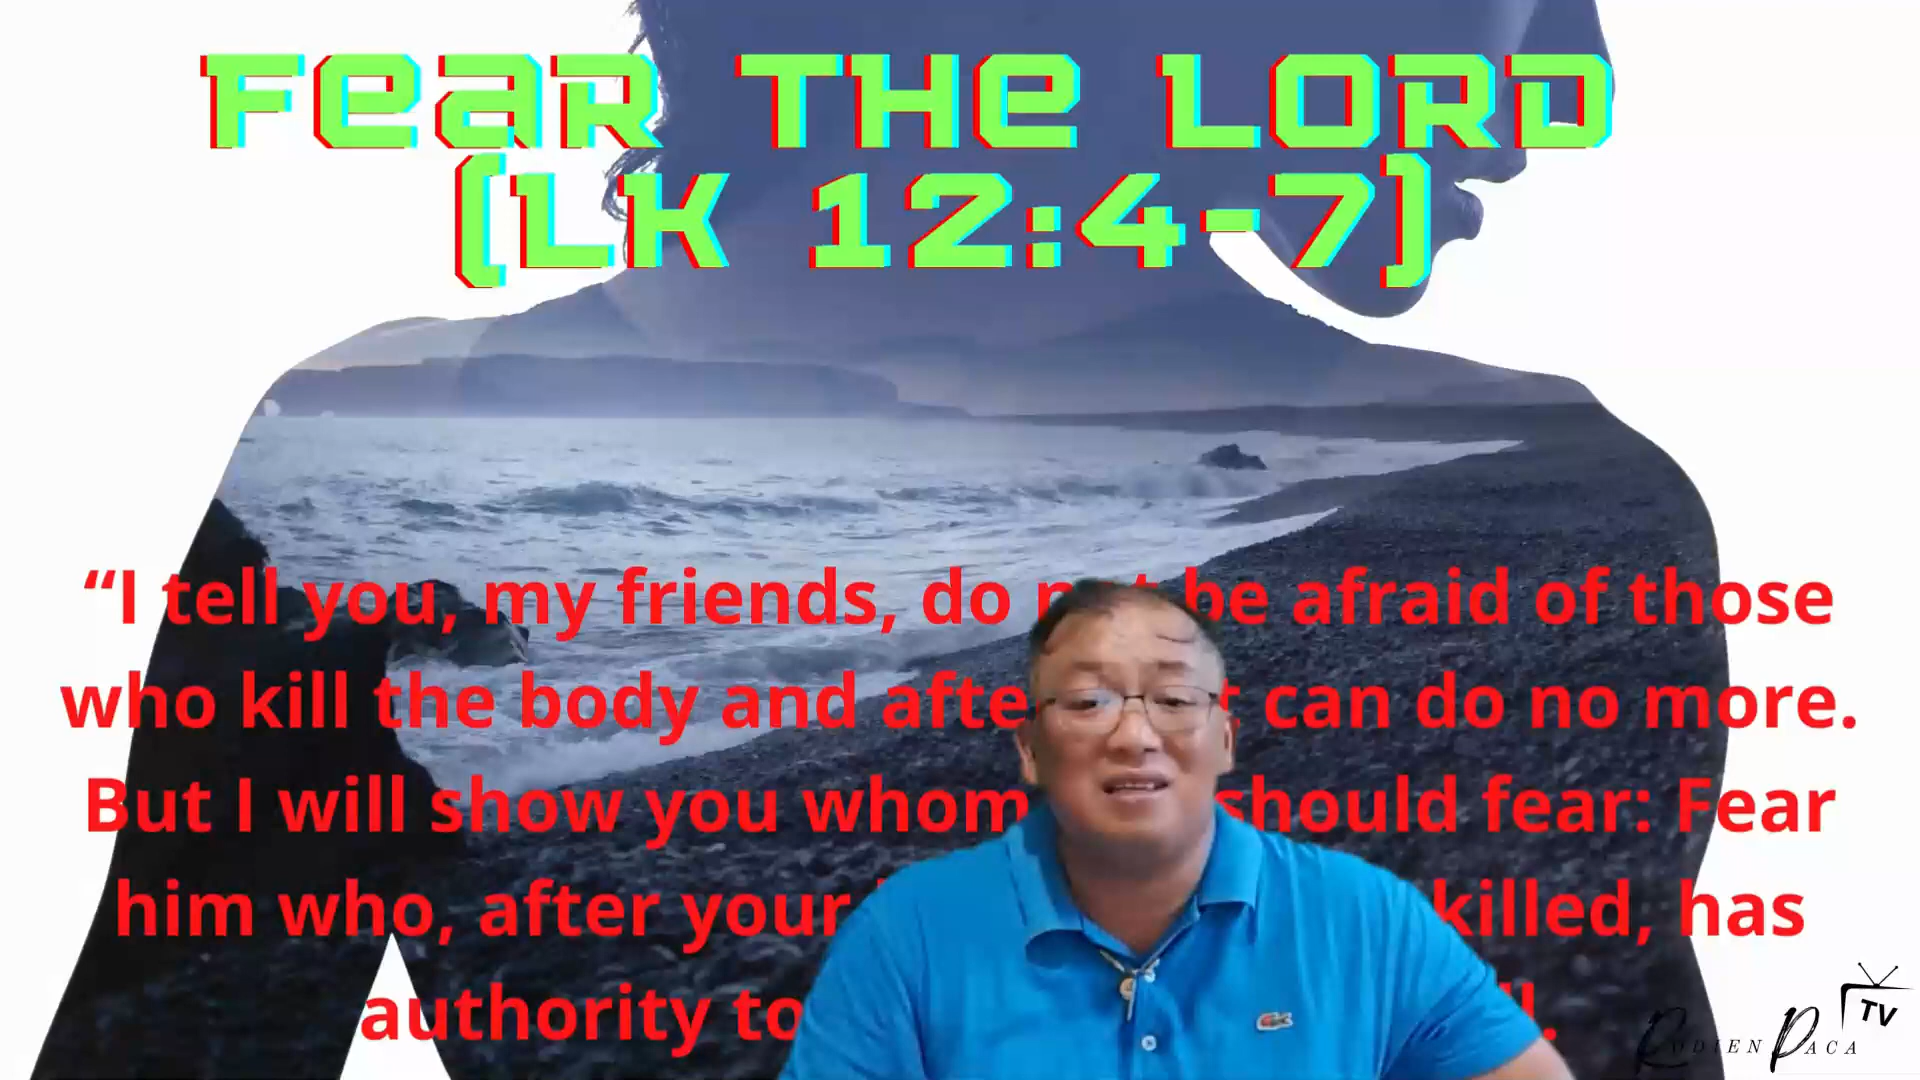 Fear The Lord
(LK 12:4-7)
“I tell you, my friends, do be afraid of those
who kill the body and can do no more.
But I will show you whom should fear: Fear
him who, after your killed, has
authority to
TV
Rodien Paca